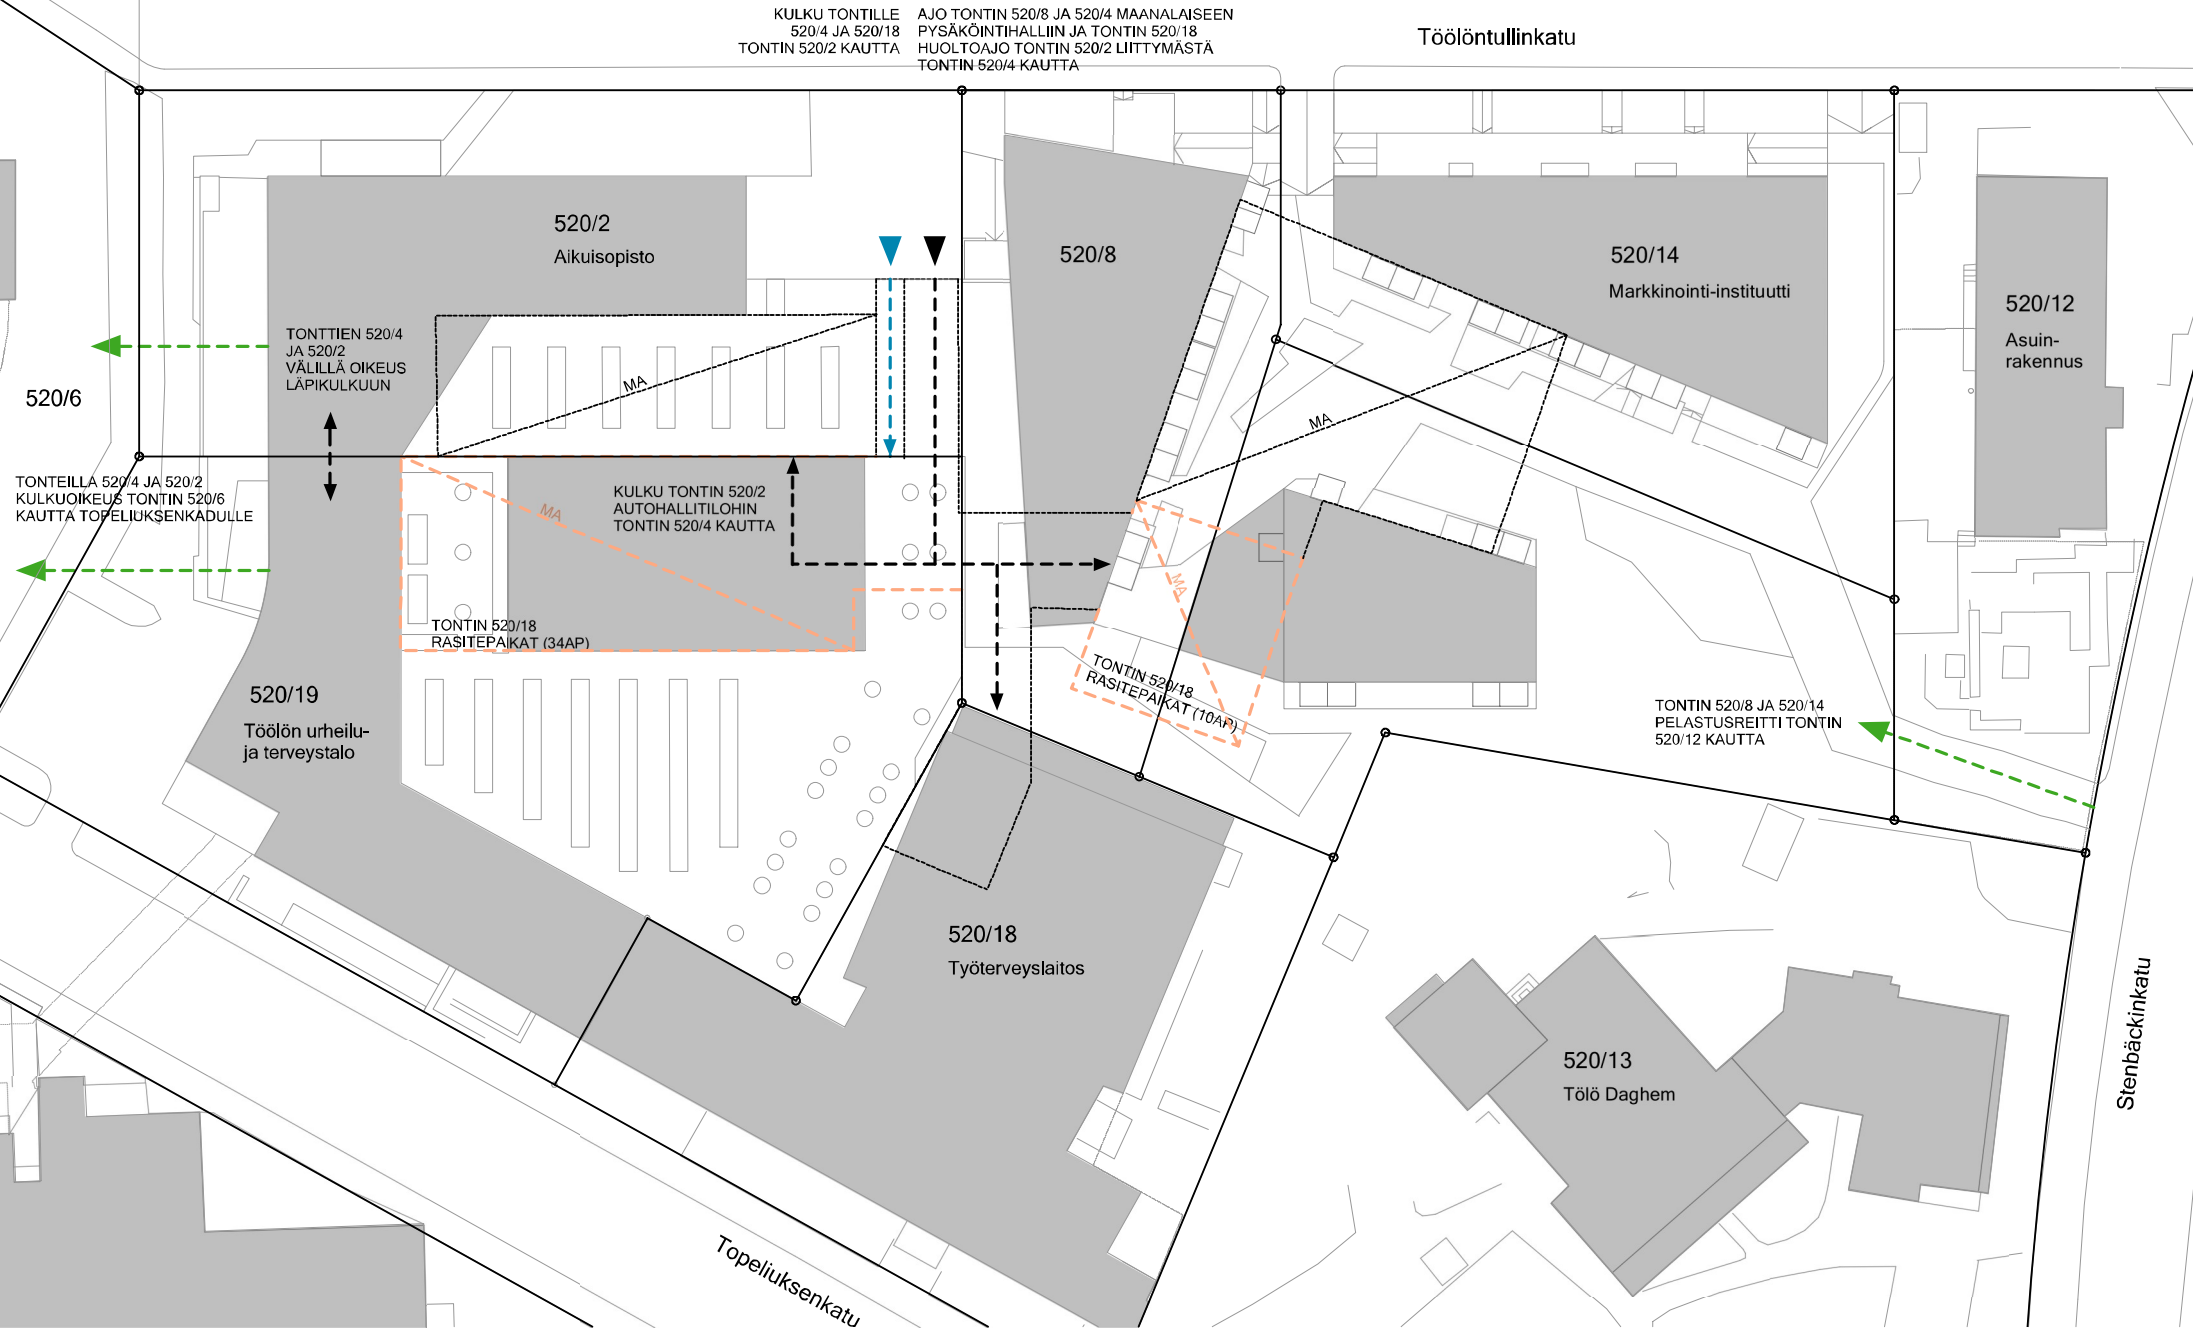 KULKU TONTILLE
520/4 JA 520/18
TONTIN 520/2 KAUTTA
AJO TONTIN 520/8 JA 520/4 MAANALAISEEN
PYSÄKÖINTIHALLIIN JA TONTIN 520/18
HUOLTOAJO TONTIN 520/2 LIITTYMÄSTÄ
TONTIN 520/4 KAUTTA
Töölöntullinkatu
520/2
Aikuisopisto
520/8
520/14
Markkinointi-instituutti
520/12
Asuin-
rakennus
TONTTIEN 520/4
JA 520/2
VÄLILLÄ OIKEUS
LÄPIKULKUUN
520/6
MA
MA
TONTEILLA 520/4 JA 520/2
KULKUOIKEUS TONTIN 520/6
KAUTTA TOPELIUKSENKADULLE
MA
KULKU TONTIN 520/2
AUTOHALLITILOHIN
TONTIN 520/4 KAUTTA
MA
TONTIN 520/18
RASITEPAIKAT (34AP)
TONTIN 520/18
RASITEPAIKAT (10AP)
520/19
Töölön urheilu-
ja terveystalo
TONTIN 520/8 JA 520/14
PELASTUSREITTI TONTIN
520/12 KAUTTA
520/18
Työterveyslaitos
520/13
Tölö Daghem
Stenbäckinkatu
Topeliuksenkatu